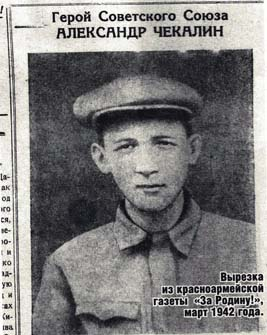 Герой Советского Союза
АЛЕКСАНДР ЧЕКАЛИН
Вырезка
из красноармейской
газеты «За Родину!»,
март 1942 года.